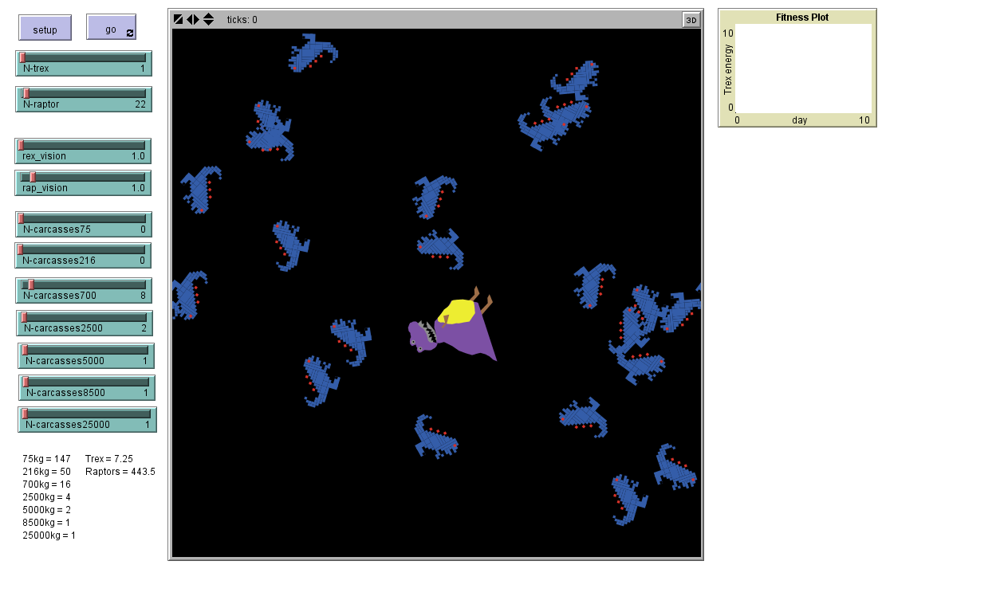 setup
go
N-trex 1
N-raptor 22
rex_vision 1.0
rap_vision 1.0
N-carcasses75 0
N-carcasses216 0
N-carcasses700 8
N-carcasses2500 2
N-carcasses5000 1
N-carcasses8500 1
N-carcasses25000 1
75kg = 147 Trex = 7.25
216kg = 50 Raptors = 443.5
700kg = 16
2500kg = 4
5000kg = 2
8500kg = 1
25000kg = 1
ticks: 0
3D
Fitness Plot
10
Trex energy
0
0 day 10